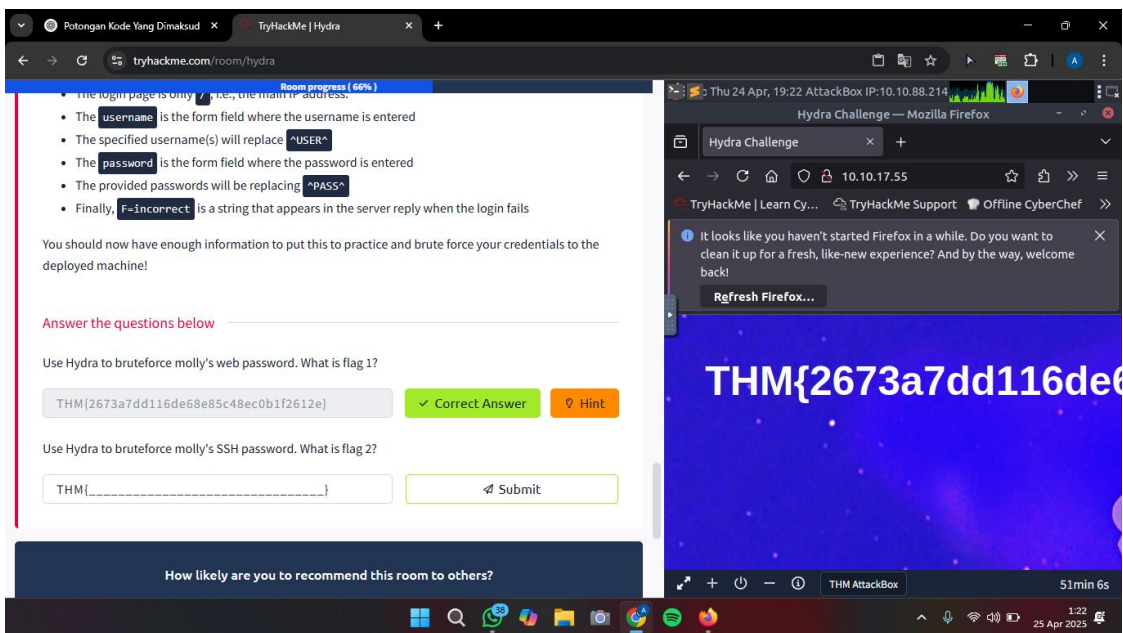 Potongan Kode Yang Dimaksud
TryHackMe | Hydra
tryhackme.com/room/hydra
A
Room progress ( 66% )
The login page is only /, i.e., the main IP address.
The username is the form field where the username is entered
The specified username(s) will replace ^USER^
The password is the form field where the password is entered
The provided passwords will be replacing ^PASS^
Finally, F=incorrect is a string that appears in the server reply when the login fails
You should now have enough information to put this to practice and brute force your credentials to the
deployed machine!
Answer the questions below
Use Hydra to bruteforce molly's web password. What is flag 1?
THM{2673a7dd116de68e85c48ec0b1f2612e}
Correct Answer
Hint
Use Hydra to bruteforce molly's SSH password. What is flag 2?
THM{________________________________}
Submit
How likely are you to recommend this room to others?
Thu 24 Apr, 19:22 AttackBox IP:10.10.88.214
Hydra Challenge — Mozilla Firefox
Hydra Challenge
10.10.17.55
TryHackMe | Learn Cy...
TryHackMe Support
Offline CyberChef
It looks like you haven't started Firefox in a while. Do you want to
clean it up for a fresh, like-new experience? And by the way, welcome
back!
Refresh Firefox...
THM{2673a7dd116de6
THM AttackBox
51min 6s
38
1:22
25 Apr 2025